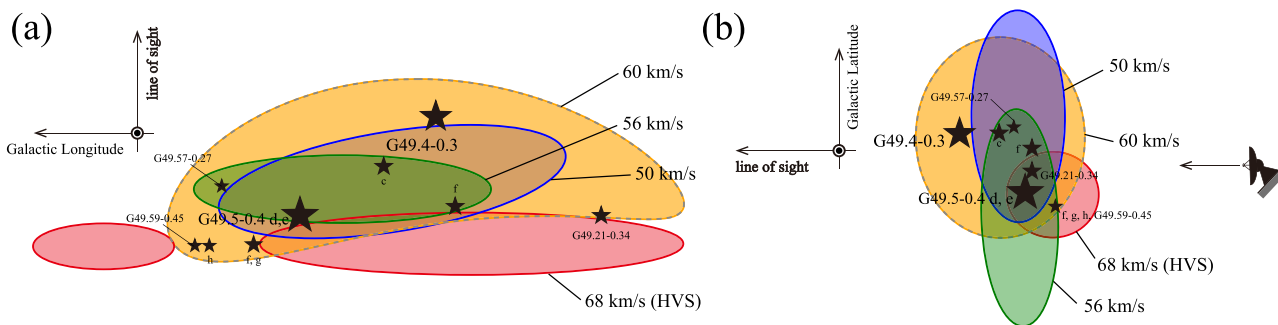 (a)
line of sight
Galactic Longitude
60 km/s
56 km/s
50 km/s
G49.4-0.3
G49.57-0.27
c
f
G49.5-0.4 d,e
G49.59-0.45
h
f, g
G49.21-0.34
68 km/s (HVS)
(b)
Galactic Latitude
line of sight
50 km/s
G49.57-0.27
G49.4-0.3
c
60 km/s
f
G49.21-0.34
G49.5-0.4 d, e
f, g, h, G49.59-0.45
68 km/s (HVS)
56 km/s